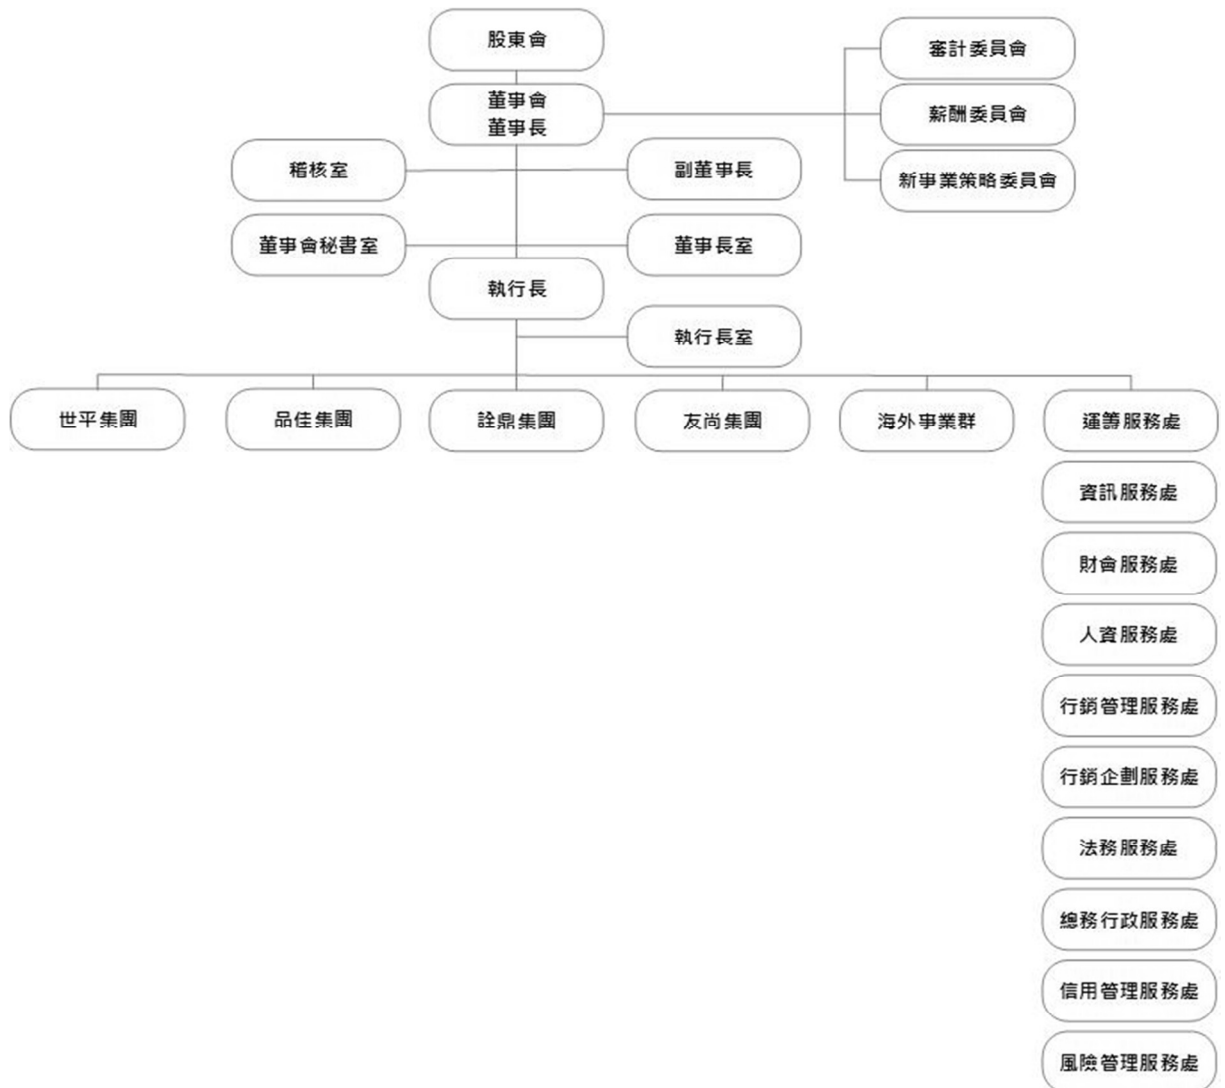 股東會
董事會
董事長
審計委員會
薪酬委員會
新事業策略委員會
稽核室
副董事長
董事會秘書室
董事長室
執行長
執行長室
世平集團
品佳集團
詮鼎集團
友尚集團
海外事業群
運籌服務處
資訊服務處
財會服務處
人資服務處
行銷管理服務處
行銷企劃服務處
法務服務處
總務行政服務處
信用管理服務處
風險管理服務處